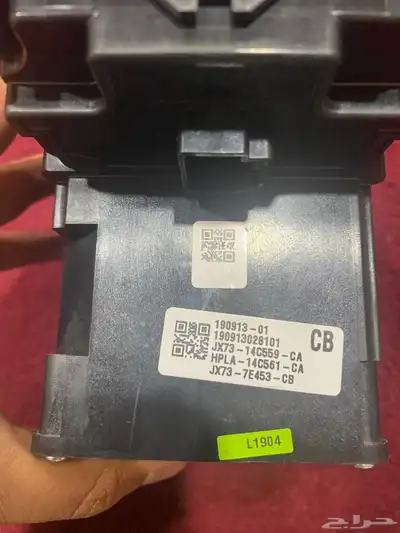 190913-01
190913028101
JX73-14C559-CA
HPLA-14C561-CA
JX73-7E453-CB
CB
L1904
حراج